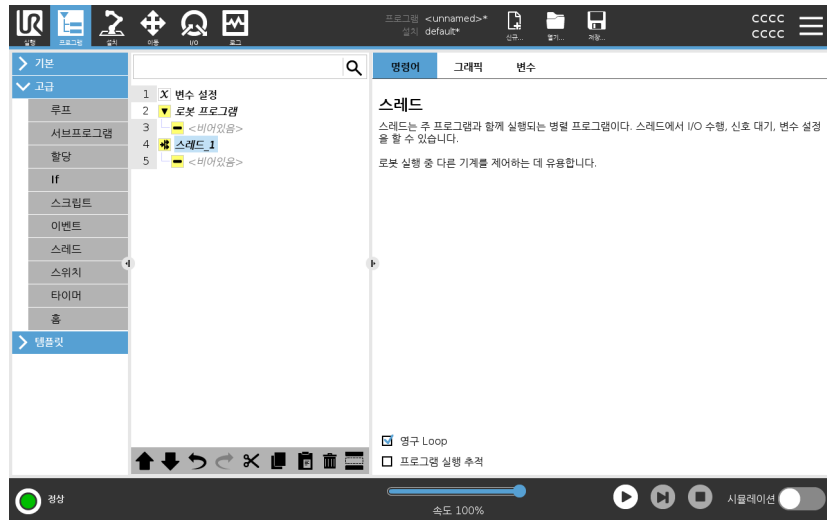 UR
실행
프로그램
설치
이동
I/O
로그
프로그램 <unnamed>*
설치 default*
신규...
열기...
저장...
CCCC
CCCC
기본
고급
루프
서브프로그램
할당
If
스크립트
이벤트
스레드
스위치
타이머
홈
템플릿
1 X 변수 설정
2 로봇 프로그램
3 <비어있음>
4 스레드_1
5 <비어있음>
명령어 그래픽 변수
스레드
스레드는 주 프로그램과 함께 실행되는 병렬 프로그램이다. 스레드에서 I/O 수행, 신호 대기, 변수 설정
을 할 수 있습니다.
로봇 실행 중 다른 기계를 제어하는 데 유용합니다.
영구 Loop
프로그램 실행 추적
정상
속도 100%
시뮬레이션